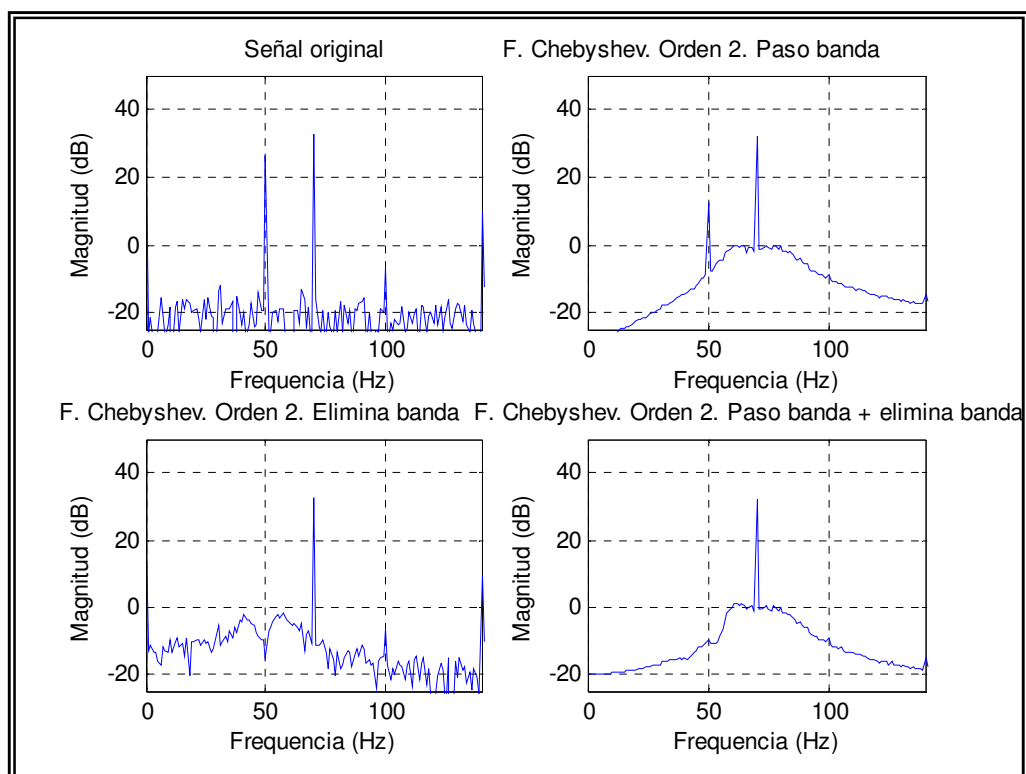 Señal original
Magnitud (dB)
40
20
0
-20
0
50
100
Frequencia (Hz)
F. Chebyshev. Orden 2. Paso banda
Magnitud (dB)
40
20
0
-20
0
50
100
Frequencia (Hz)
F. Chebyshev. Orden 2. Elimina banda
Magnitud (dB)
40
20
0
-20
0
50
100
Frequencia (Hz)
F. Chebyshev. Orden 2. Paso banda + elimina banda
Magnitud (dB)
40
20
0
-20
0
50
100
Frequencia (Hz)